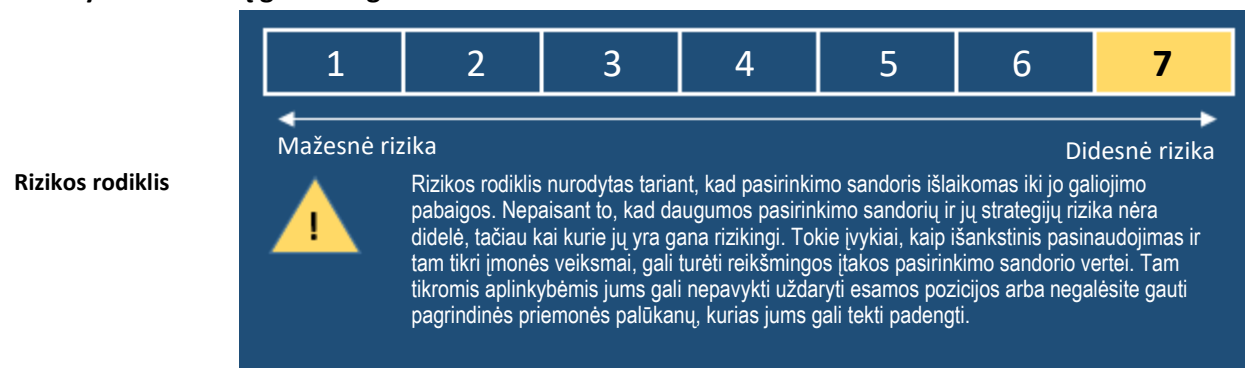 1 2 3 4 5 6 7
Mažesnė rizika
Didesnė rizika
Rizikos rodiklis
!
Rizikos rodiklis nurodytas tariant, kad pasirinkimo sandoris išlaikomas iki jo galiojimo
pabaigos. Nepaisant to, kad daugumos pasirinkimo sandorių ir jų strategijų rizika nėra
didelė, tačiau kai kurie jų yra gana rizikingi. Tokie įvykiai, kaip išankstinis pasinaudojimas ir
tam tikri įmonės veiksmai, gali turėti reikšmingos įtakos pasirinkimo sandorio vertei. Tam
tikromis aplinkybėmis jums gali nepavykti uždaryti esamos pozicijos arba negalėsite gauti
pagrindinės priemonės palūkanų, kurias jums gali tekti padengti.